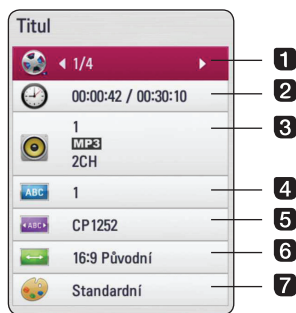 Titul
1/4
1
00:00:42 / 00:30:10
2
1
3
MP3
2CH
ABC
1
4
ABC
CP1252
5
16:9 Původní
6
Standardní
7